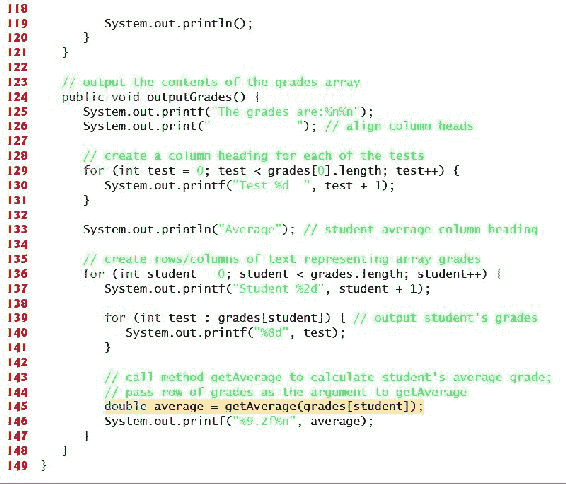 118
119 System.out.println();
120 }
121 }
122
123 // output the contents of the grades array
124 public void outputGrades() {
125 System.out.printf("The grades are:%n%n");
126 System.out.print("            "); // align column heads
127
128 // create a column heading for each of the tests
129 for (int test = 0; test < grades[0].length; test++) {
130 System.out.printf("Test %d  ", test + 1);
131 }
132
133 System.out.println("Average"); // student average column heading
134
135 // create rows/columns of text representing array grades
136 for (int student = 0; student < grades.length; student++) {
137 System.out.printf("Student %2d", student + 1);
138
139 for (int test : grades[student]) { // output student's grades
140 System.out.printf("%8d", test);
141 }
142
143 // call method getAverage to calculate student's average grade;
144 // pass row of grades as the argument to getAverage
145 double average = getAverage(grades[student]);
146 System.out.printf("%9.2f%n", average);
147 }
148 }
149 }